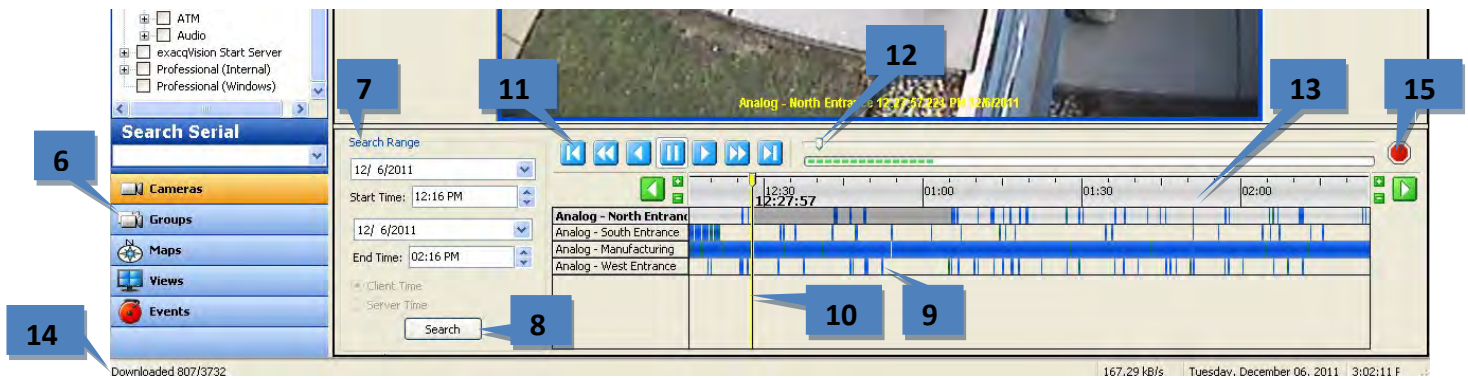 ATM
Audio
exacqVision Start Server
Professional (Internal)
Professional (Windows)
7
11
12
13
15
Analog - North Entrance 12:27:57.221 PM 12/6/2011
Search Serial
6
Search Range
12/ 6/2011
Start Time: 12:16 PM
12/ 6/2011
End Time: 02:16 PM
Client Time
Server Time
Search
8
Cameras
Groups
Maps
Views
Events
12:30
01:00
01:30
02:00
12:27:57
Analog - North Entranc
Analog - South Entrance
Analog - Manufacturing
Analog - West Entrance
10
9
14
Downloaded 807/3732
167.29 kB/s
Tuesday, December 06, 2011
3:02:11 F